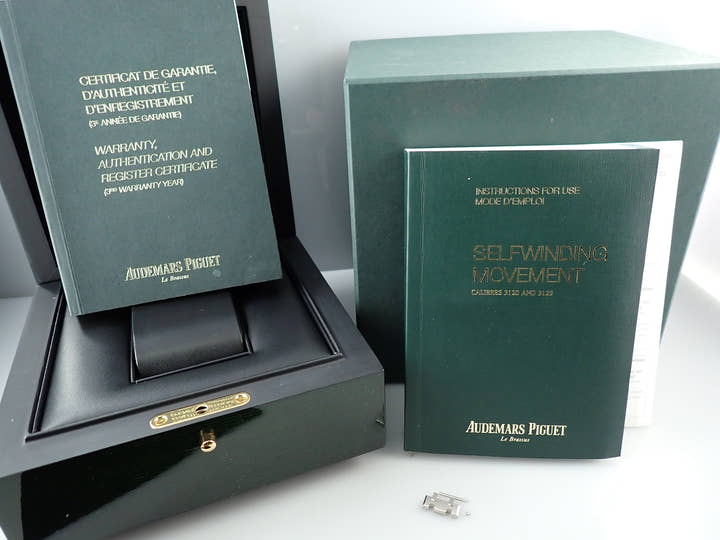 CERTIFICAT DE GARANTIE,
D'AUTHENTICITÉ ET
D'ENREGISTREMENT
(3E ANNÉE DE GARANTIE)
WARRANTY,
AUTHENTICATION AND
REGISTER CERTIFICATE
(3RD WARRANTY YEAR)
AUDEMARS PIGUET
Le Brassus
INSTRUCTIONS FOR USE
MODE D'EMPLOI
SELFWINDING
MOVEMENT
CALIBRES 3120 AND 3123
AUDEMARS PIGUET
Le Brassus